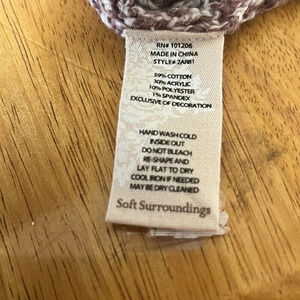 RN# 101206
MADE IN CHINA
STYLE# 2AR81
59% COTTON
30% ACRYLIC
10% POLYESTER
1% SPANDEX
EXCLUSIVE OF DECORATION
HAND WASH COLD
INSIDE OUT
DO NOT BLEACH
RE-SHAPE AND
LAY FLAT TO DRY
COOL IRON IF NEEDED
MAY BE DRY CLEANED
Soft Surroundings